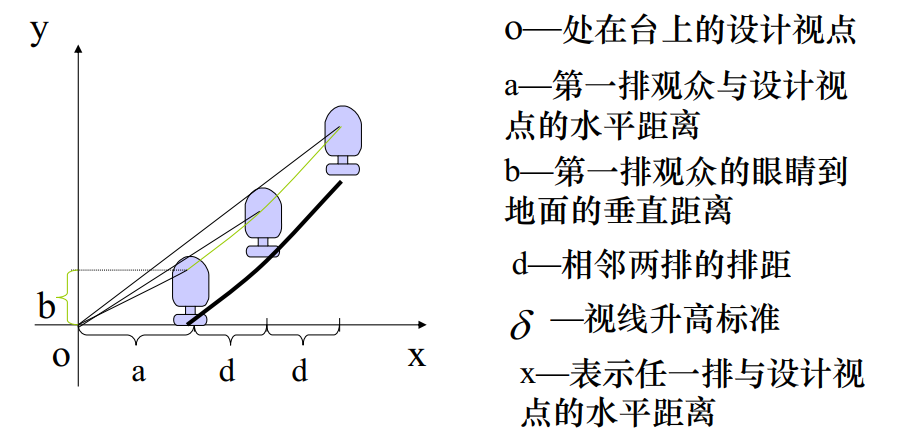 y
b
o
a
d
d
x
o—处在台上的设计视点
a—第一排观众与设计视
点的水平距离
b—第一排观众的眼睛到
地面的垂直距离
d—相邻两排的排距
δ —视线升高标准
x—表示任一排与设计视
点的水平距离